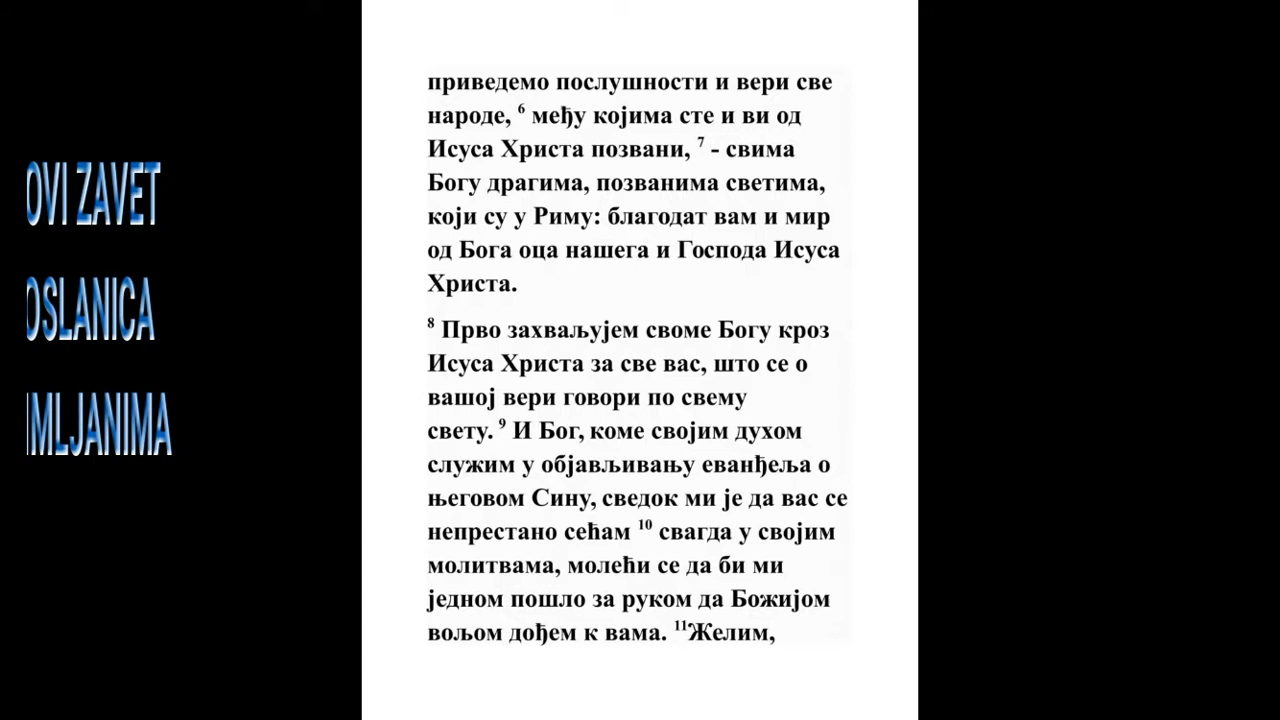 OVI ZAVET
OSLANICA
IMLJANIMA
приведемо послушности и вери све
народе, 6 међу којима сте и ви од
Исуса Христа позвани, 7 - свима
Богу драгима, позванима светима,
који су у Риму: благодат вам и мир
од Бога оца нашега и Господа Исуса
Христа.
8 Прво захваљујем своме Богу кроз
Исуса Христа за све вас, што се о
вашој вери говори по свему
свету. 9 И Бог, коме својим духом
служим у објављивању еванђеља о
његовом Сину, сведок ми је да вас се
непрестано сећам 10 свагда у својим
молитвама, молећи се да би ми
једном пошло за руком да Божијом
вољом дођем к вама. 11Желим,